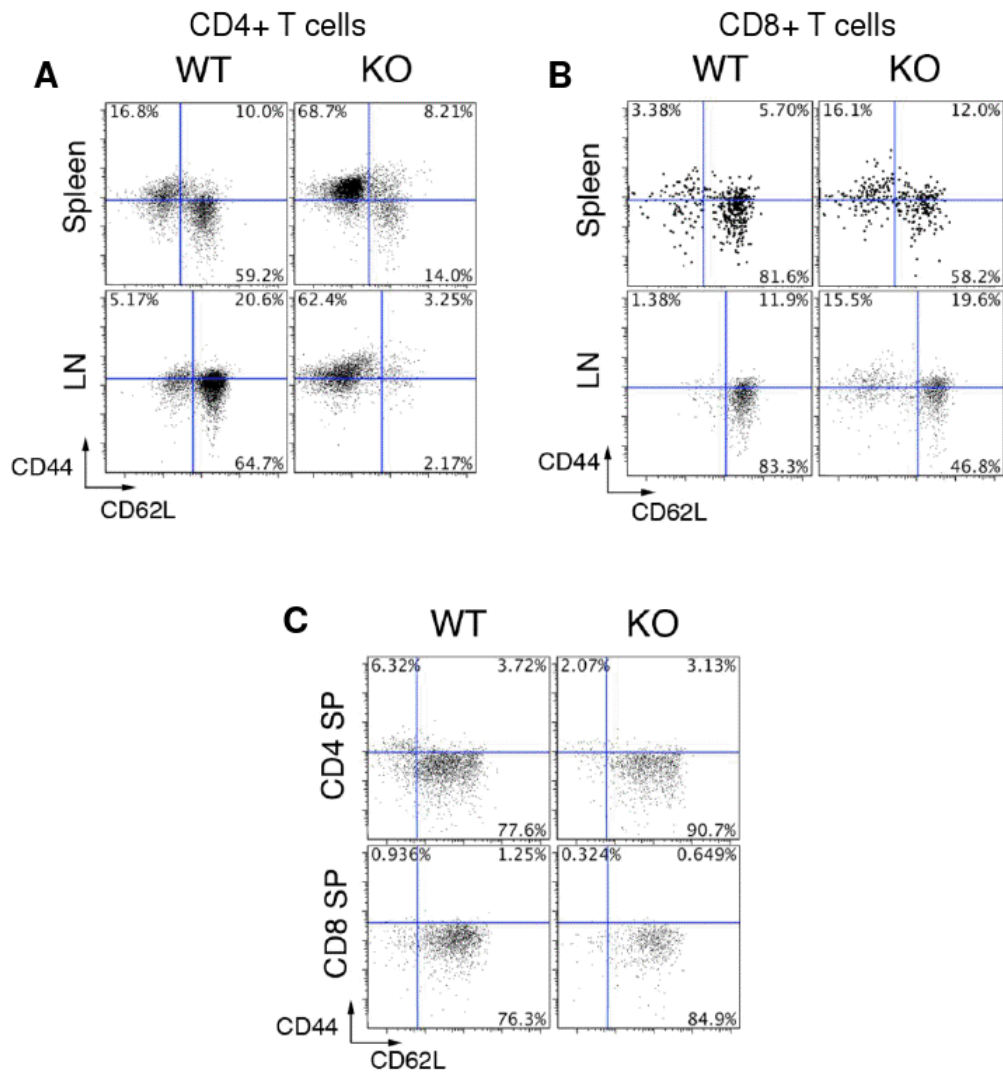 CD4+ T cells
CD8+ T cells
A
WT
KO
B
WT
KO
Spleen
16.8%
10.0%
59.2%
68.7%
8.21%
14.0%
Spleen
3.38%
5.70%
81.6%
16.1%
12.0%
58.2%
LN
5.17%
20.6%
64.7%
62.4%
3.25%
2.17%
LN
1.38%
11.9%
83.3%
15.5%
19.6%
46.8%
CD44
CD62L
CD44
CD62L
C
WT
KO
CD4 SP
6.32%
3.72%
77.6%
2.07%
3.13%
90.7%
CD8 SP
0.936%
1.25%
76.3%
0.324%
0.649%
84.9%
CD44
CD62L